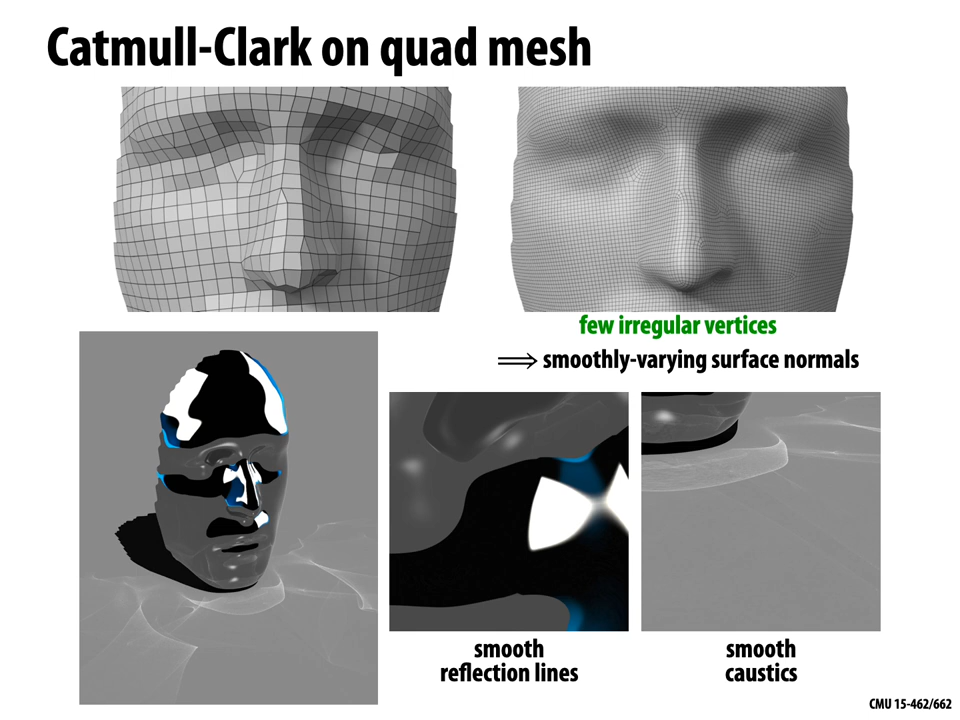 Catmull-Clark on quad mesh
few irregular vertices
⟹ smoothly-varying surface normals
smooth
reflection lines
smooth
caustics
CMU 15-462/662